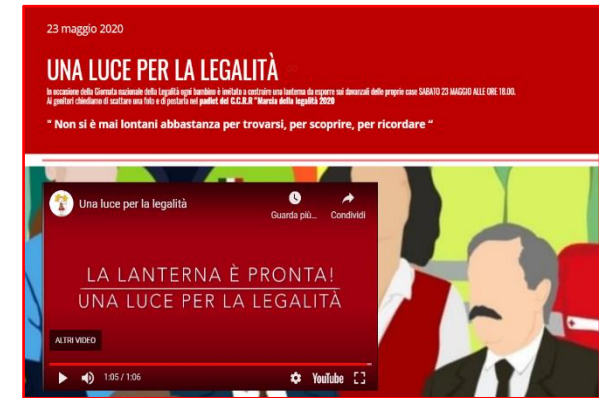 23 maggio 2020
UNA LUCE PER LA LEGALITÀ
In occasione della Giornata nazionale della Legalità ogni bambino è invitato a costruire una lanterna da esporre sui davanzali delle proprie case SABATO 23 MAGGIO ALLE ORE 18.00.
Ai genitori chiediamo di scattare una foto e di postarla nel padlet del C.C.R.R "Marcia della legalità 2020
" Non si è mai lontani abbastanza per trovarsi, per scoprire, per ricordare "
Una luce per la legalità
Guarda più... Condividi
LA LANTERNA È PRONTA!
UNA LUCE PER LA LEGALITÀ
ALTRI VIDEO
1:05 / 1:06 YouTube